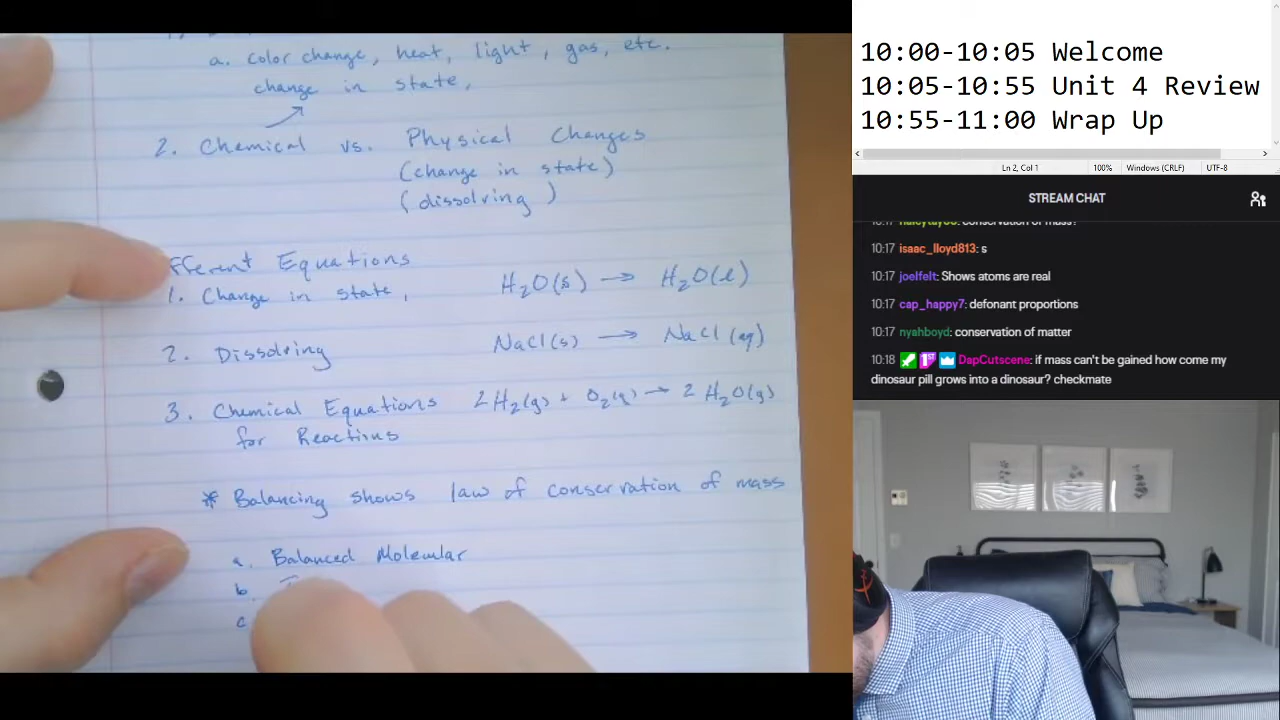 a. color change, heat, light, gas, etc.
change in state,
2. Chemical vs. Physical Changes
(change in state)
(dissolving)
fferent Equations
1. Change in state, H₂O(s) → H₂O(l)
2. Dissolving NaCl(s) → NaCl(aq)
3. Chemical Equations 2H₂(g) + O₂(g) → 2H₂O(g)
for Reactions
* Balancing shows law of conservation of mass
a. Balanced Molecular
b.
c
10:00-10:05 Welcome
10:05-10:55 Unit 4 Review
10:55-11:00 Wrap Up
Ln 2, Col 1 100% Windows (CRLF) UTF-8
STREAM CHAT
10:17 isaac_lloyd813: s
10:17 joelfelt: Shows atoms are real
10:17 cap_happy7: defonant proportions
10:17 nyahboyd: conservation of matter
10:18 DapCutscene: if mass can't be gained how come my
dinosaur pill grows into a dinosaur? checkmate